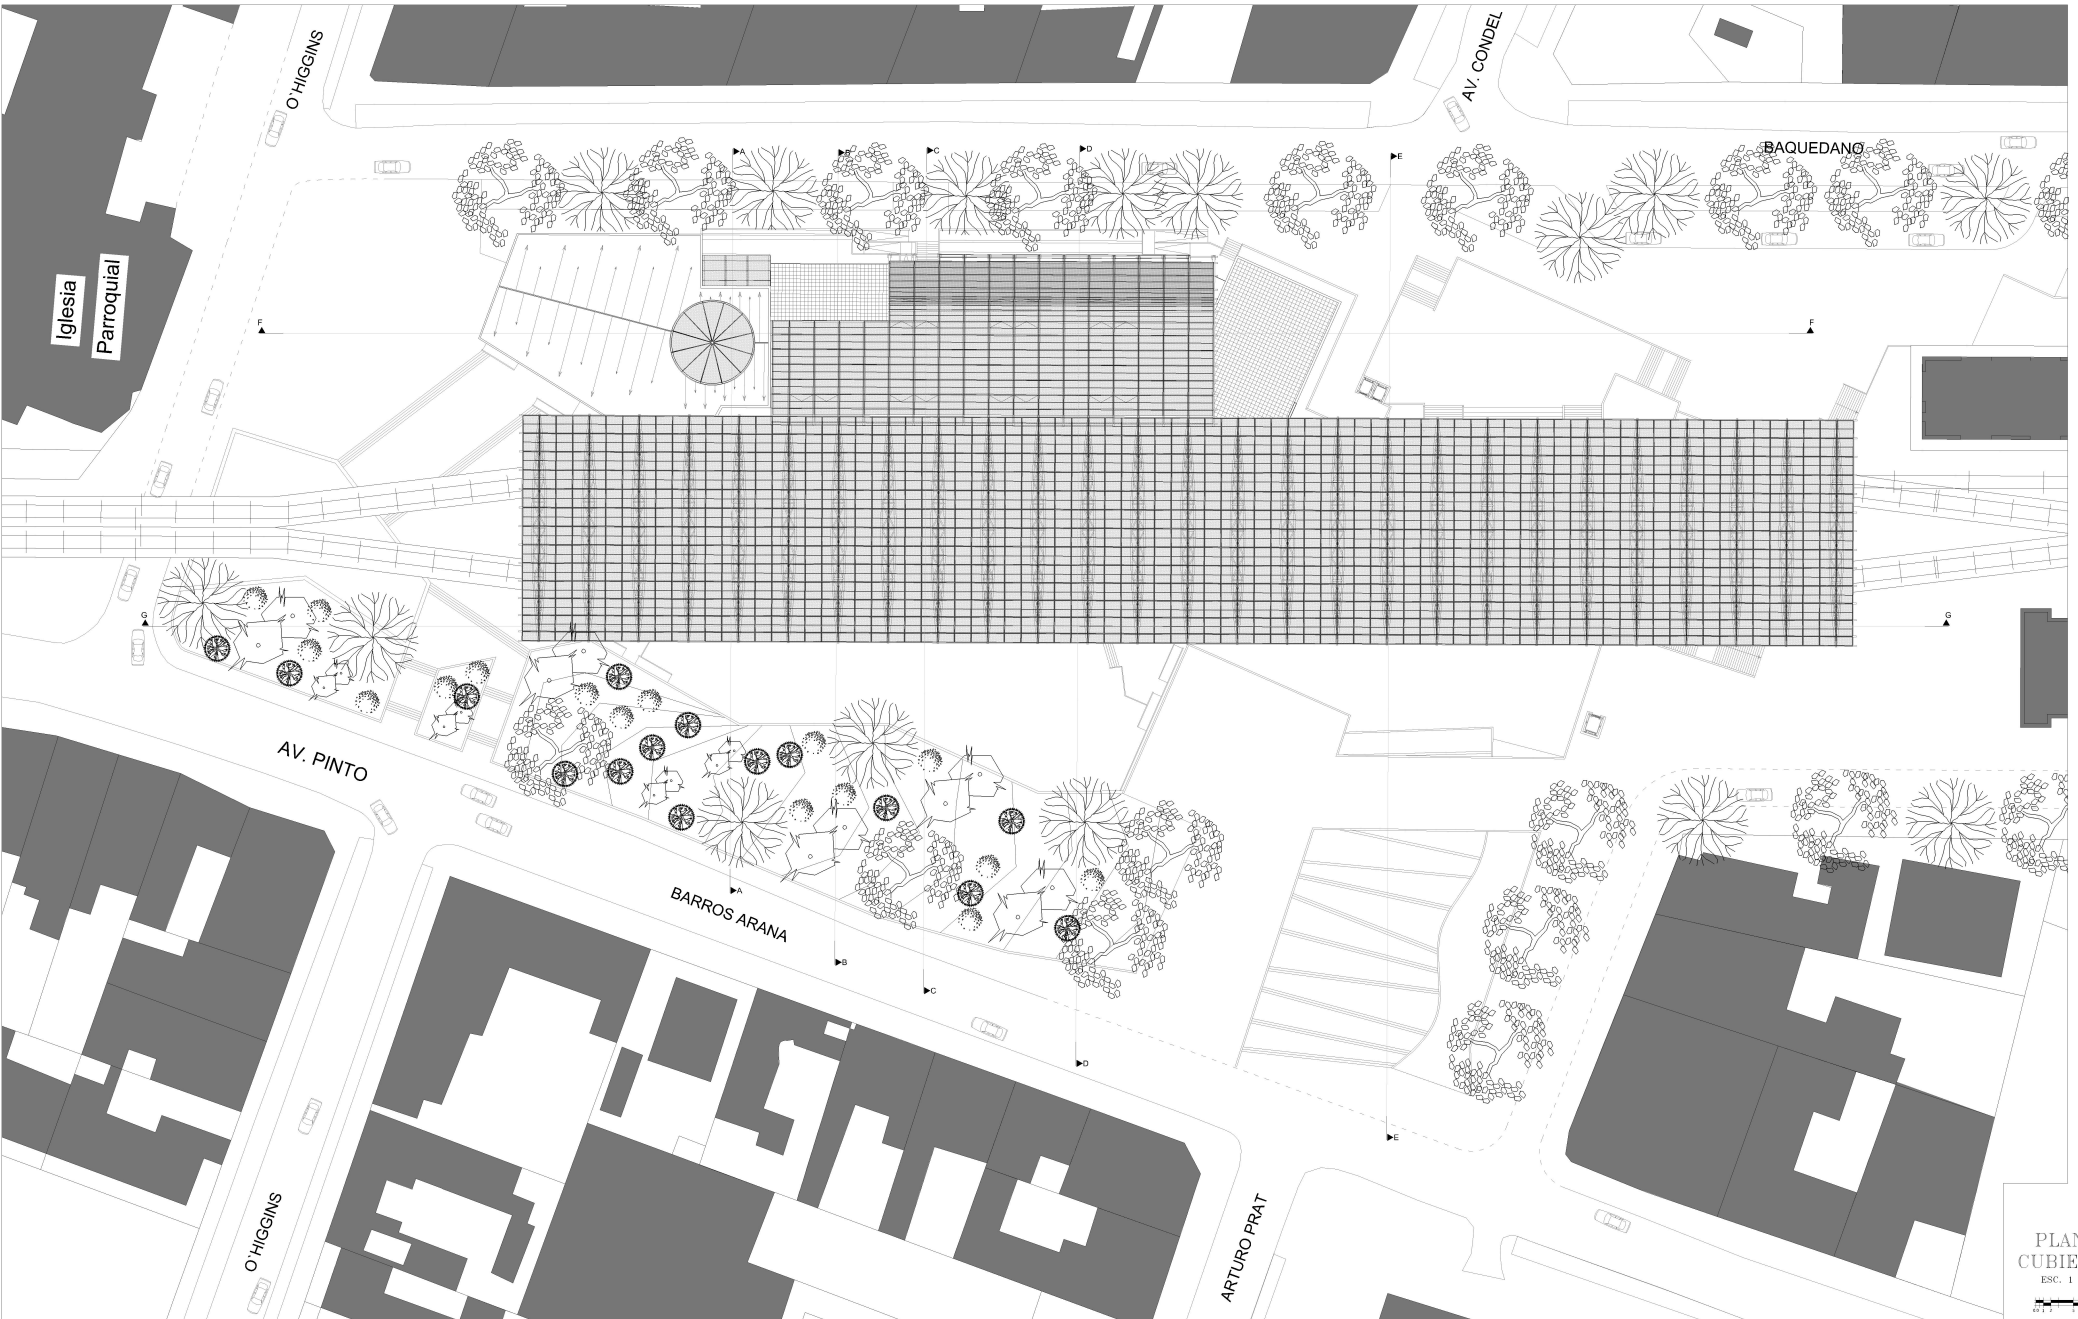 O`HIGGINS
AV. CONDEL
BAQUEDANO
A
B
C
D
E
Iglesia
Parroquial
F
F
G
G
AV. PINTO
BARROS ARANA
A
B
C
D
E
O`HIGGINS
ARTURO PRAT
PLAN
CUBIE
ESC. 1